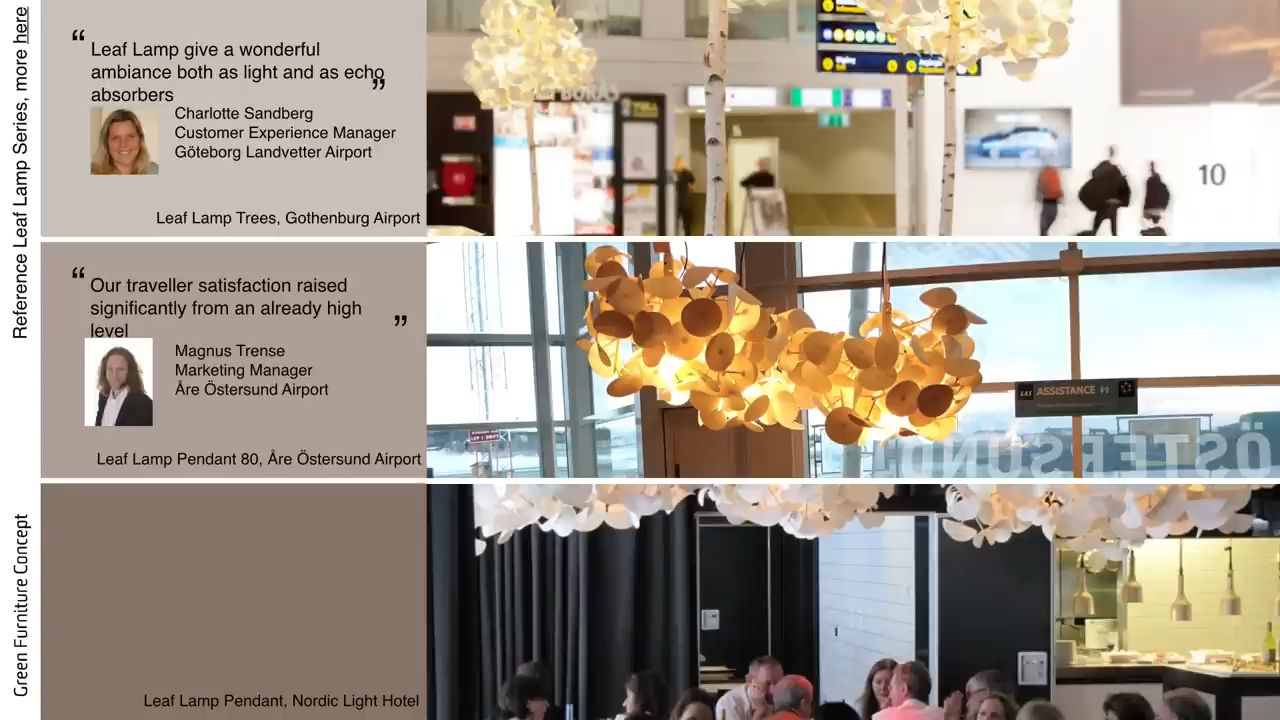 Reference Leaf Lamp Series, more here
“ Leaf Lamp give a wonderful
ambiance both as light and as echo
absorbers ”
Charlotte Sandberg
Customer Experience Manager
Göteborg Landvetter Airport
Leaf Lamp Trees, Gothenburg Airport
10
“ Our traveller satisfaction raised
significantly from an already high
level ”
Magnus Trense
Marketing Manager
Åre Östersund Airport
Leaf Lamp Pendant 80, Åre Östersund Airport
ASSISTANCE
ÖSTERSUND
Green Furniture Concept
Leaf Lamp Pendant, Nordic Light Hotel